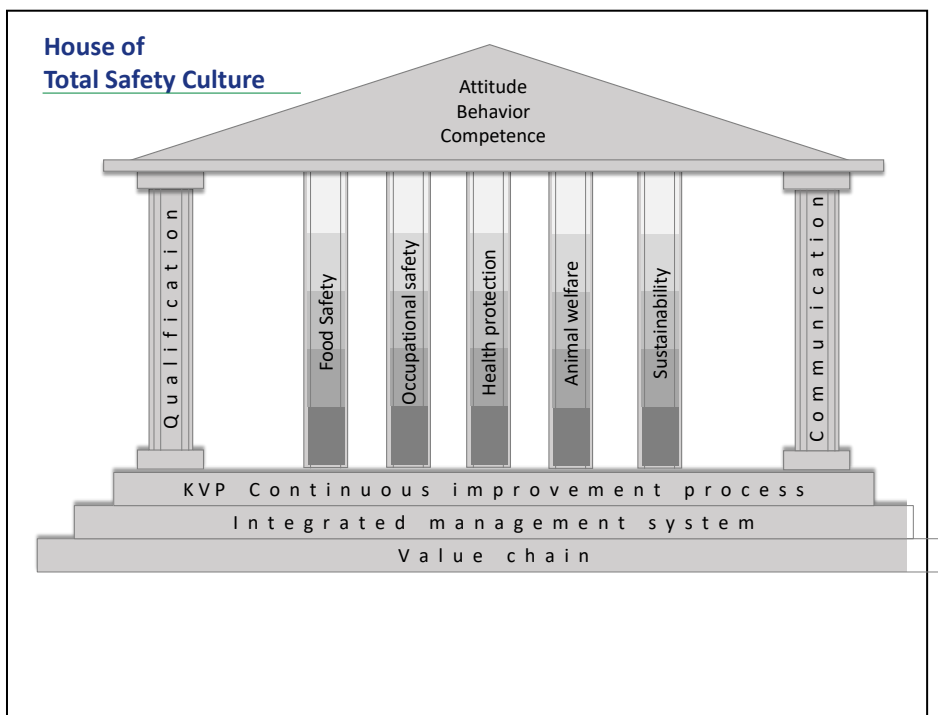 House of
Total Safety Culture
Attitude
Behavior
Competence
Qualification
Food Safety
Occupational safety
Health protection
Animal welfare
Sustainability
Communication
KVP Continuous improvement process
Integrated management system
Value chain